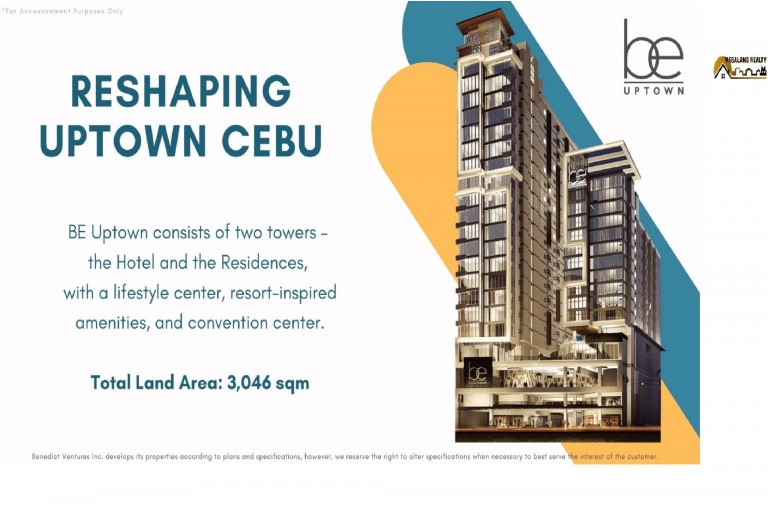 *For Announcement Purposes Only
be
UPTOWN
MEGALAND REALTY
RESHAPING
UPTOWN CEBU
be
BE Uptown consists of two towers –
the Hotel and the Residences,
with a lifestyle center, resort-inspired
amenities, and convention center.
Total Land Area: 3,046 sqm
be
Benedict Ventures Inc. develops its properties according to plans and specifications, however, we reserve the right to alter specifications when necessary to best serve the interest of the customer.